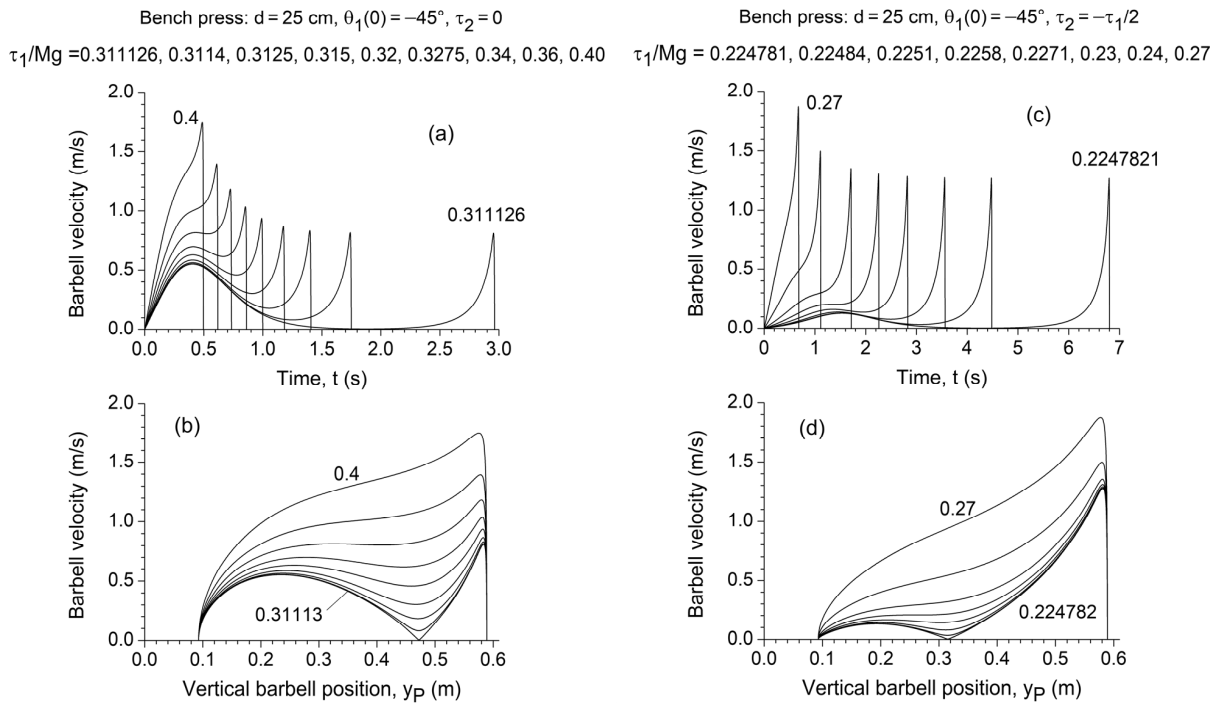 Bench press: d = 25 cm, θ1(0) = –45°, τ2 = 0
τ1/Mg =0.311126, 0.3114, 0.3125, 0.315, 0.32, 0.3275, 0.34, 0.36, 0.40
Barbell velocity (m/s)
2.0
1.5
1.0
0.5
0.0
0.4
(a)
0.311126
0.0 0.5 1.0 1.5 2.0 2.5 3.0
Time, t (s)
Barbell velocity (m/s)
2.0
1.5
1.0
0.5
0.0
(b)
0.4
0.31113
0.0 0.1 0.2 0.3 0.4 0.5 0.6
Vertical barbell position, yP (m)
Bench press: d = 25 cm, θ1(0) = –45°, τ2 = –τ1/2
τ1/Mg = 0.224781, 0.22484, 0.2251, 0.2258, 0.2271, 0.23, 0.24, 0.27
Barbell velocity (m/s)
2.0
1.5
1.0
0.5
0.0
0.27
(c)
0.2247821
0 1 2 3 4 5 6 7
Time, t (s)
Barbell velocity (m/s)
2.0
1.5
1.0
0.5
0.0
(d)
0.27
0.224782
0.0 0.1 0.2 0.3 0.4 0.5 0.6
Vertical barbell position, yP (m)